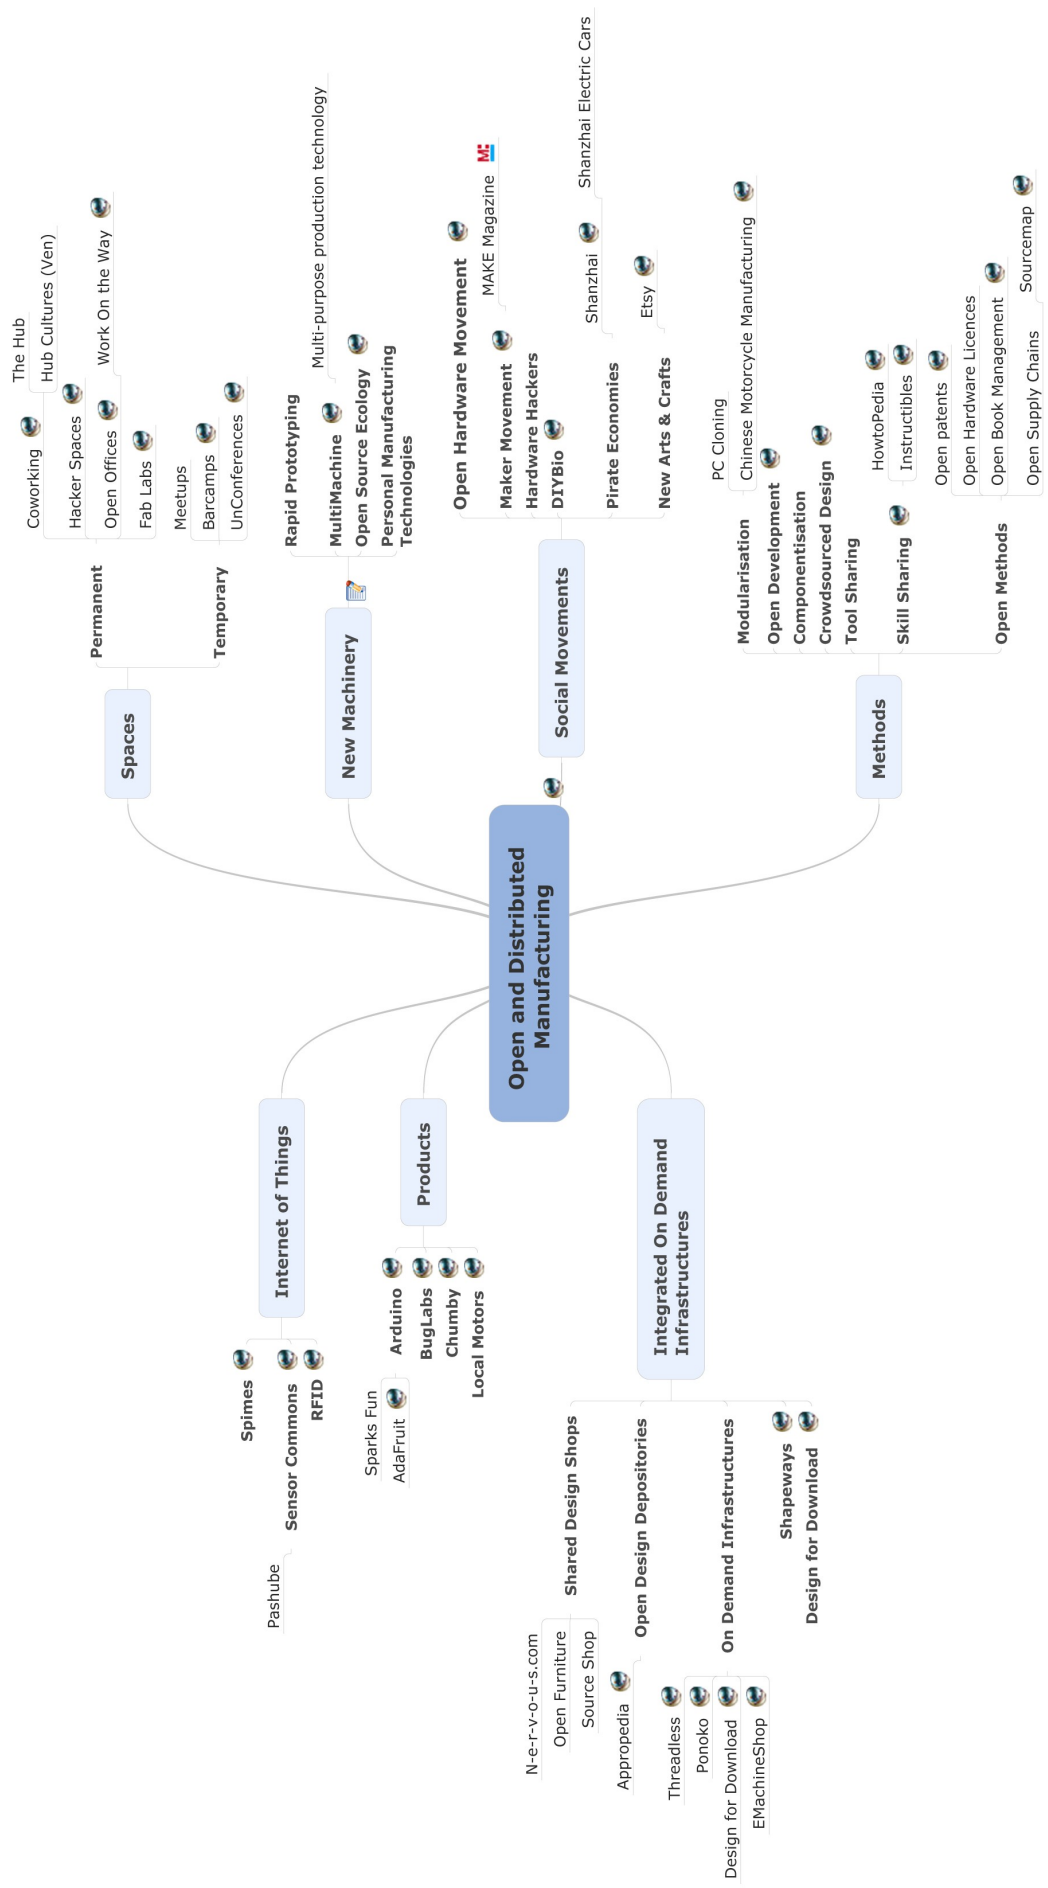 Open and Distributed
Manufacturing
Spaces
Permanent
Coworking
The Hub
Hub Cultures (Ven)
Hacker Spaces
Open Offices
Work On the Way
Fab Labs
Temporary
Meetups
Barcamps
UnConferences
New Machinery
Rapid Prototyping
MultiMachine
Multi-purpose production technology
Open Source Ecology
Personal Manufacturing
Technologies
Social Movements
Open Hardware Movement
Maker Movement
MAKE Magazine
M:
Hardware Hackers
DIYBio
Pirate Economies
Shanzhai
Shanzhai Electric Cars
New Arts & Crafts
Etsy
Methods
Modularisation
PC Cloning
Chinese Motorcycle Manufacturing
Open Development
Componentisation
Crowdsourced Design
Tool Sharing
Skill Sharing
HowtoPedia
Instructibles
Open Methods
Open patents
Open Hardware Licences
Open Book Management
Open Supply Chains
Sourcemap
Internet of Things
Spimes
Sensor Commons
Pashube
RFID
Products
Arduino
Sparks Fun
AdaFruit
BugLabs
Chumby
Local Motors
Integrated On Demand
Infrastructures
Shared Design Shops
N-e-r-v-o-u-s.com
Open Furniture
Source Shop
Open Design Depositories
Appropedia
On Demand Infrastructures
Threadless
Ponoko
Design for Download
EMachineShop
Shapeways
Design for Download